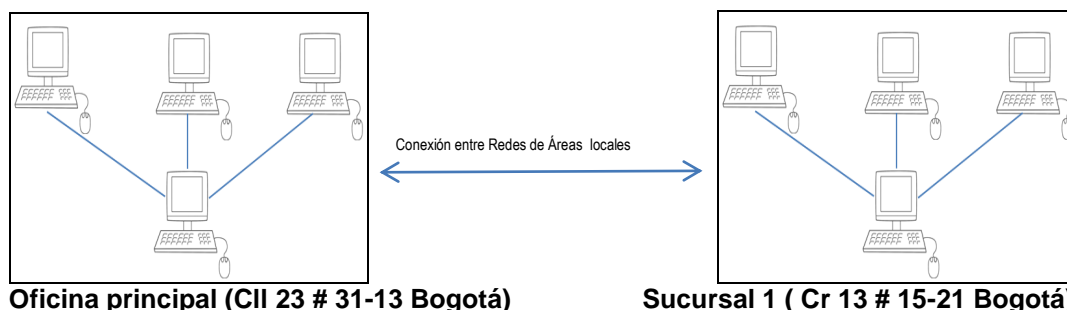 Conexión entre Redes de Áreas locales
Oficina principal (Cll 23 # 31-13 Bogotá)
Sucursal 1 ( Cr 13 # 15-21 Bogotá)